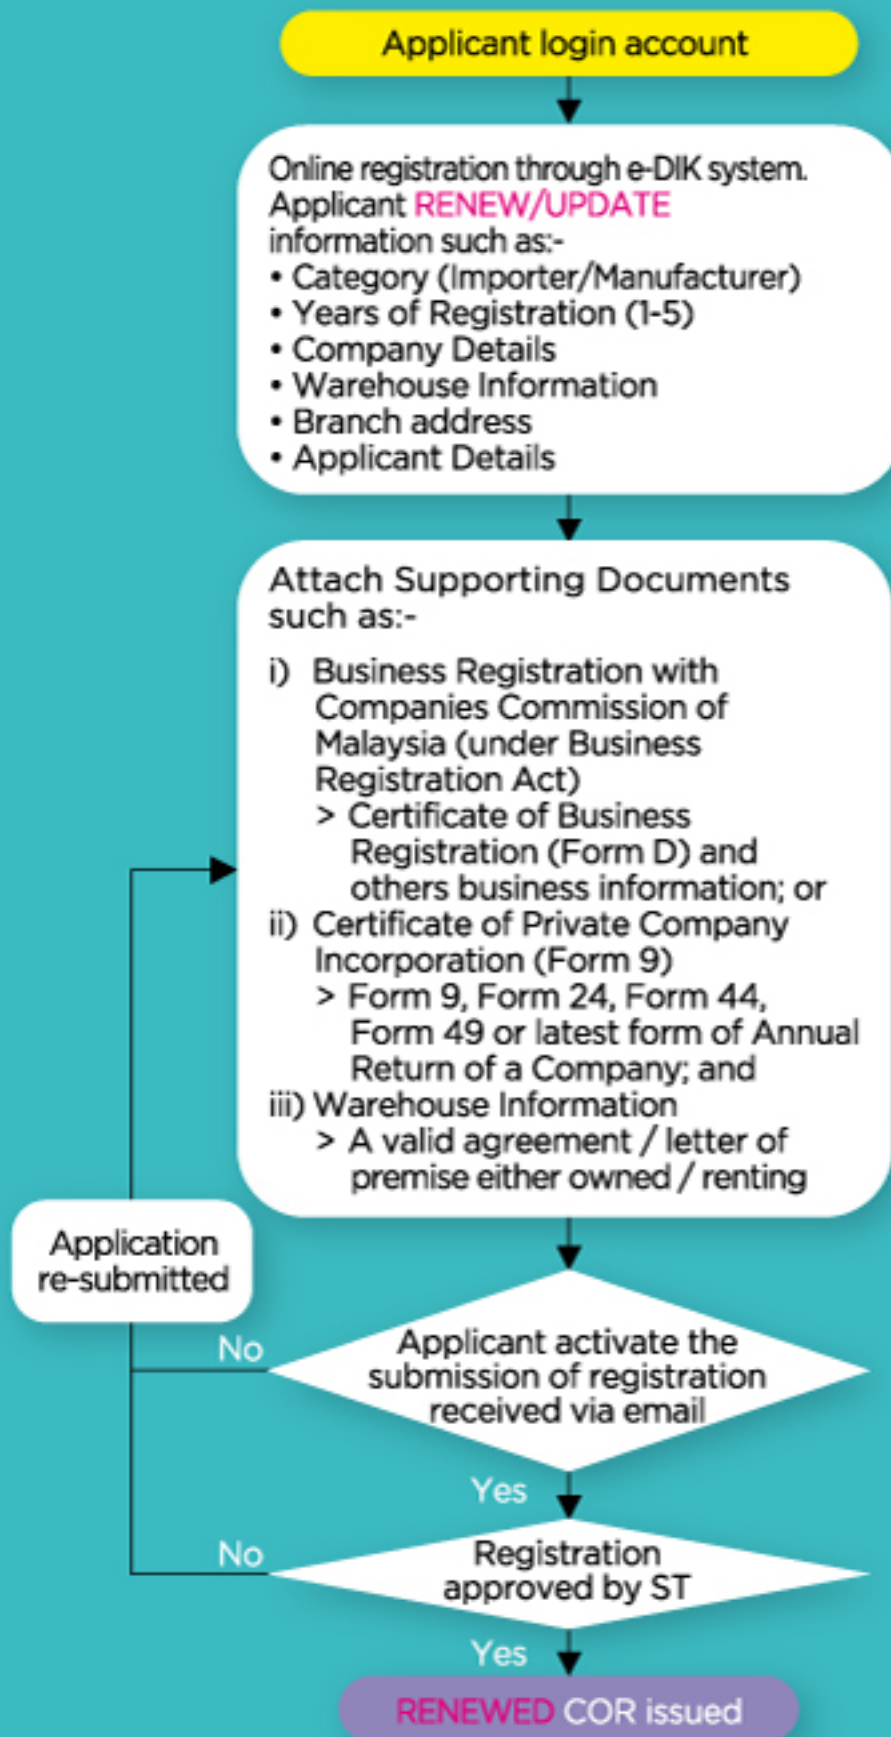 Applicant login account
Online registration through e-DIK system.
Applicant RENEW/UPDATE
information such as:-
• Category (Importer/Manufacturer)
• Years of Registration (1-5)
• Company Details
• Warehouse Information
• Branch address
• Applicant Details
Attach Supporting Documents
such as:-
i) Business Registration with
Companies Commission of
Malaysia (under Business
Registration Act)
> Certificate of Business
Registration (Form D) and
others business information; or
ii) Certificate of Private Company
Incorporation (Form 9)
> Form 9, Form 24, Form 44,
Form 49 or latest form of Annual
Return of a Company; and
iii) Warehouse Information
> A valid agreement / letter of
premise either owned / renting
Application
re-submitted
No
Applicant activate the
submission of registration
received via email
Yes
No
Registration
approved by ST
Yes
RENEWED COR issued